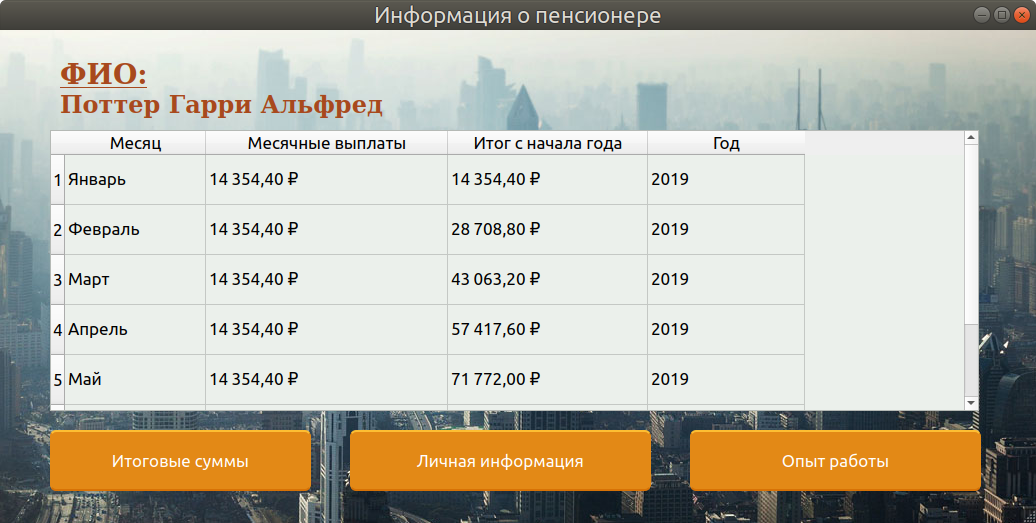 Информация о пенсионере
ФИО:
Поттер Гарри Альфред
Месяц Месячные выплаты Итог с начала года Год
1 Январь 14 354,40 ₽ 14 354,40 ₽ 2019
2 Февраль 14 354,40 ₽ 28 708,80 ₽ 2019
3 Март 14 354,40 ₽ 43 063,20 ₽ 2019
4 Апрель 14 354,40 ₽ 57 417,60 ₽ 2019
5 Май 14 354,40 ₽ 71 772,00 ₽ 2019
Итоговые суммы Личная информация Опыт работы